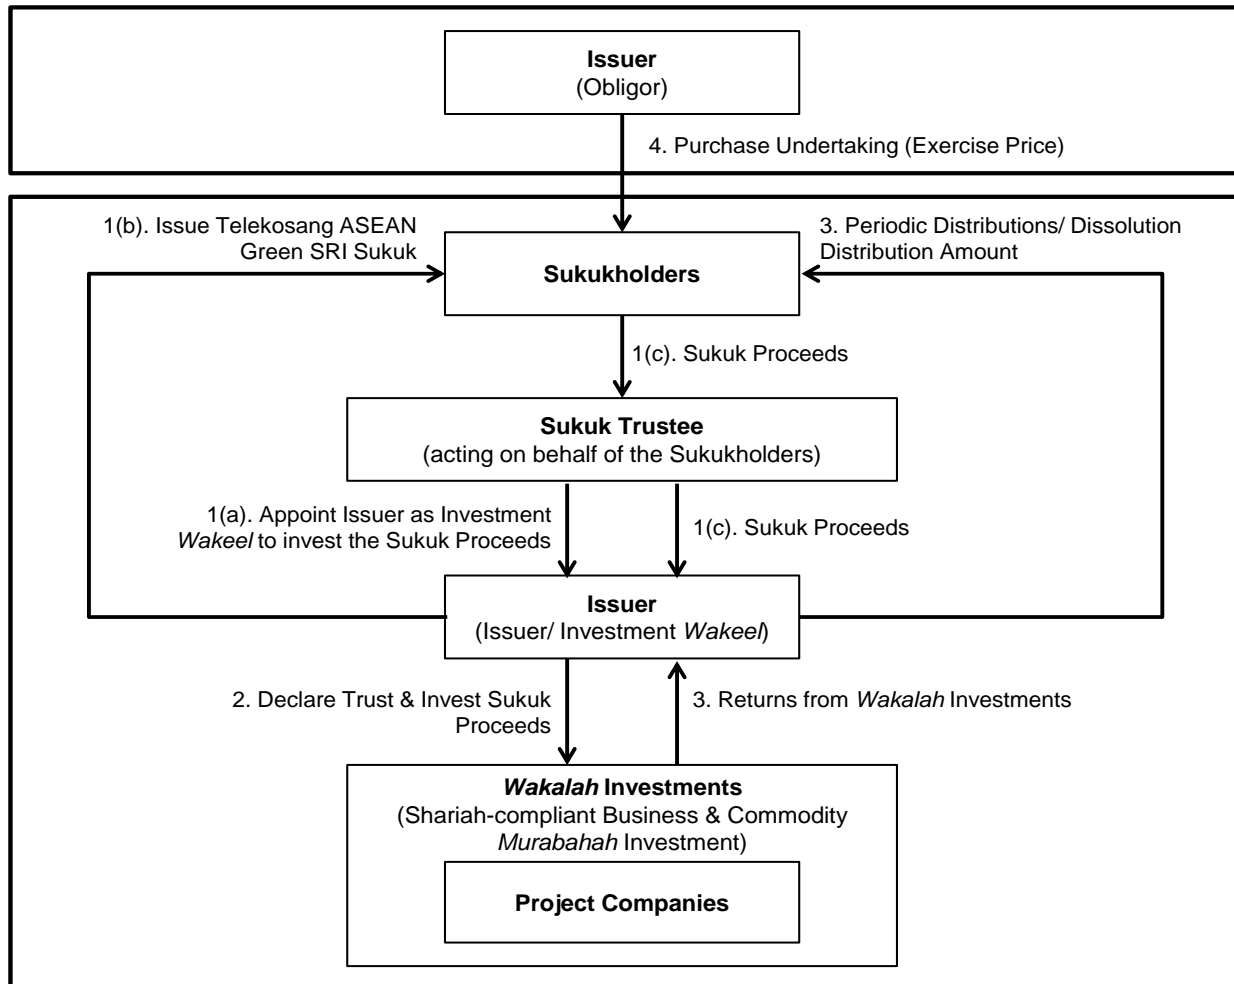 Issuer
(Obligor)
4. Purchase Undertaking (Exercise Price)
1(b). Issue Telekosang ASEAN
Green SRI Sukuk
3. Periodic Distributions/ Dissolution
Distribution Amount
Sukukholders
1(c). Sukuk Proceeds
Sukuk Trustee
(acting on behalf of the Sukukholders)
1(a). Appoint Issuer as Investment
Wakeel to invest the Sukuk Proceeds
1(c). Sukuk Proceeds
Issuer
(Issuer/ Investment Wakeel)
2. Declare Trust & Invest Sukuk
Proceeds
3. Returns from Wakalah Investments
Wakalah Investments
(Shariah-compliant Business & Commodity
Murabahah Investment)
Project Companies